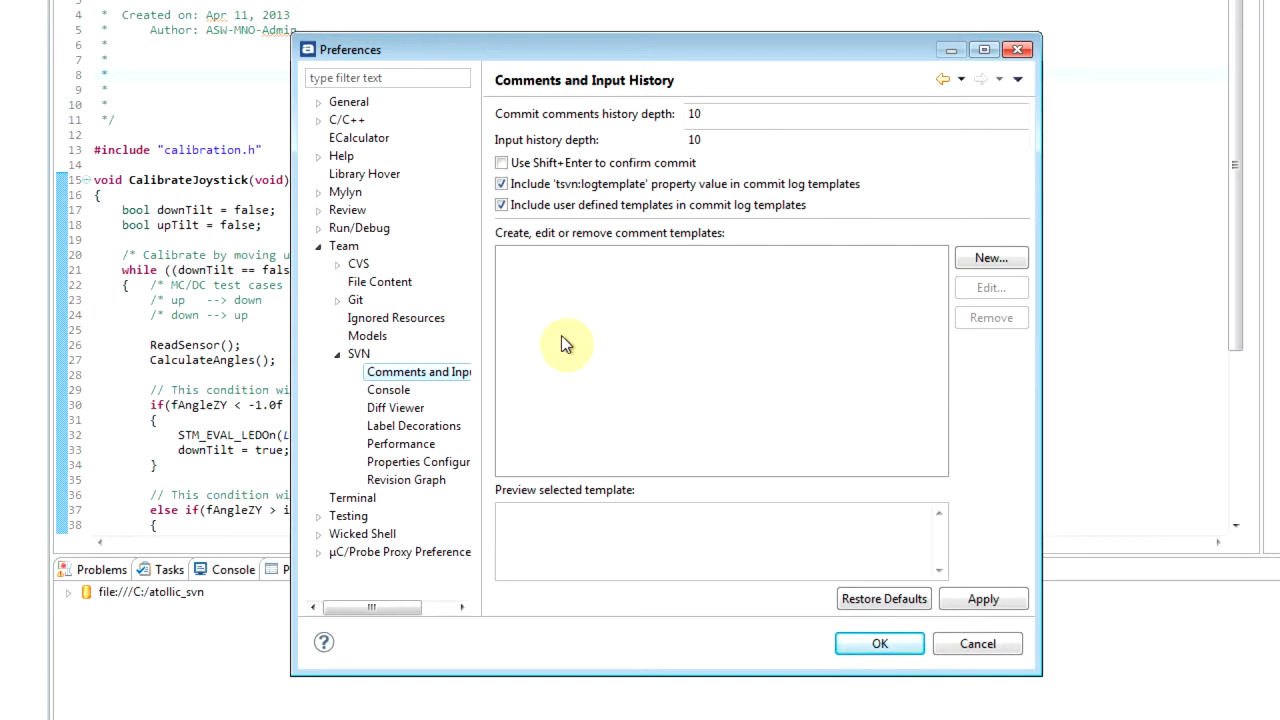 4 * Created on: Apr 11, 2013
5 * Author: ASW-MNO-Admin
6 *
7 *
8 *
9 *
10 *
11 */
12
13 #include "calibration.h"
14
15 void CalibrateJoystick(void)
16 {
17 bool downTilt = false;
18 bool upTilt = false;
19
20 /* Calibrate by moving u
21 while ((downTilt == fals
22 { /* MC/DC test cases
23 /* up --> down
24 /* down --> up
25
26 ReadSensor();
27 CalculateAngles();
28
29 // This condition wi
30 if(fAngleZY < -1.0f
31 {
32 STM_EVAL_LEDOn(L
33 downTilt = true;
34 }
35
36 // This condition wi
37 else if(fAngleZY > i
38 {
Problems Tasks Console P
file:///C:/atollic_svn
Preferences
type filter text
General
C/C++
ECalculator
Help
Library Hover
Mylyn
Review
Run/Debug
Team
CVS
File Content
Git
Ignored Resources
Models
SVN
Comments and Inpu
Console
Diff Viewer
Label Decorations
Performance
Properties Configur
Revision Graph
Terminal
Testing
Wicked Shell
µC/Probe Proxy Preference
Comments and Input History
Commit comments history depth: 10
Input history depth: 10
Use Shift+Enter to confirm commit
Include 'tsvn:logtemplate' property value in commit log templates
Include user defined templates in commit log templates
Create, edit or remove comment templates:
New...
Edit...
Remove
Preview selected template:
Restore Defaults Apply
OK Cancel